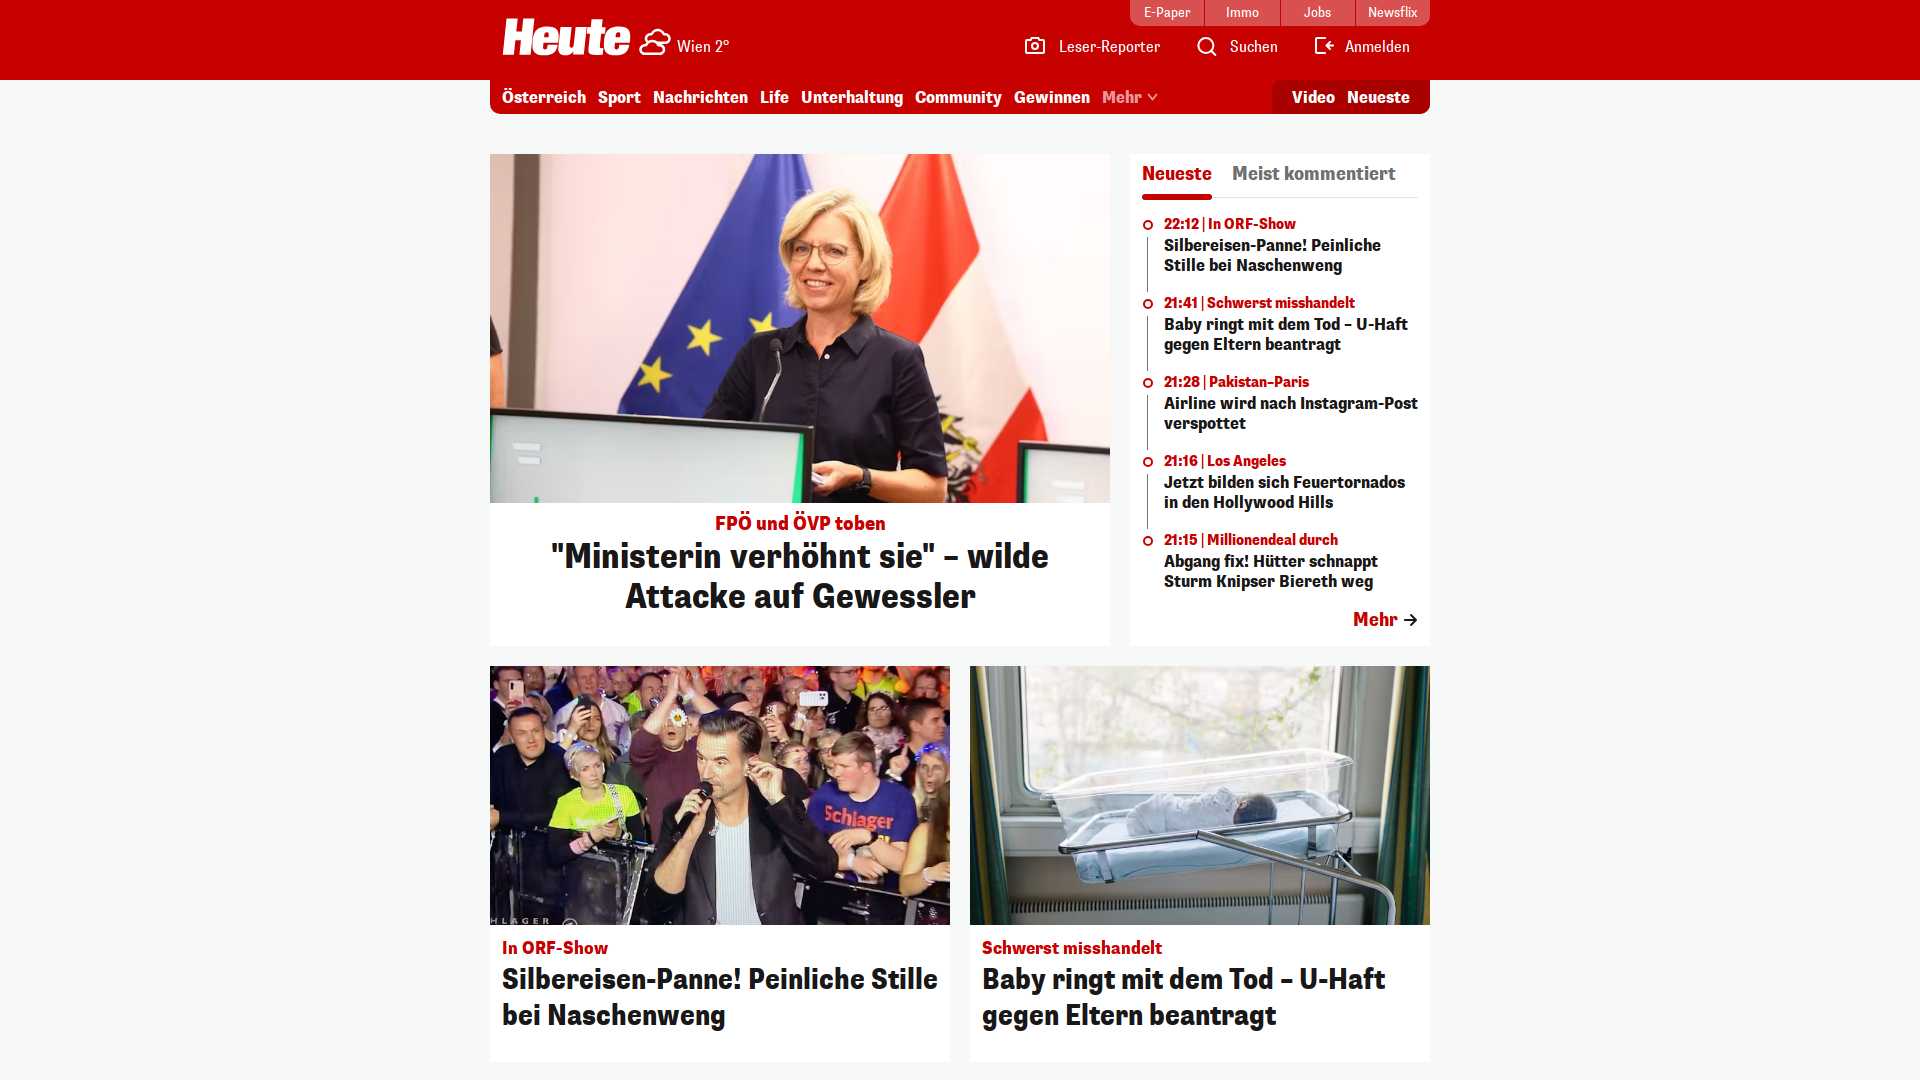 E-Paper
Immo
Jobs
Newsflix
Heute
Wien 2°
Leser-Reporter
Suchen
Anmelden
Österreich
Sport
Nachrichten
Life
Unterhaltung
Community
Gewinnen
Mehr
Video
Neueste
FPÖ und ÖVP toben
"Ministerin verhöhnt sie" – wilde
Attacke auf Gewessler
Neueste
Meist kommentiert
22:12 | In ORF-Show
Silbereisen-Panne! Peinliche
Stille bei Naschenweng
21:41 | Schwerst misshandelt
Baby ringt mit dem Tod – U-Haft
gegen Eltern beantragt
21:28 | Pakistan–Paris
Airline wird nach Instagram-Post
verspottet
21:16 | Los Angeles
Jetzt bilden sich Feuertornados
in den Hollywood Hills
21:15 | Millionendeal durch
Abgang fix! Hütter schnappt
Sturm Knipser Biereth weg
Mehr
Schlager
HLAGER
In ORF-Show
Silbereisen-Panne! Peinliche Stille
bei Naschenweng
Schwerst misshandelt
Baby ringt mit dem Tod – U-Haft
gegen Eltern beantragt